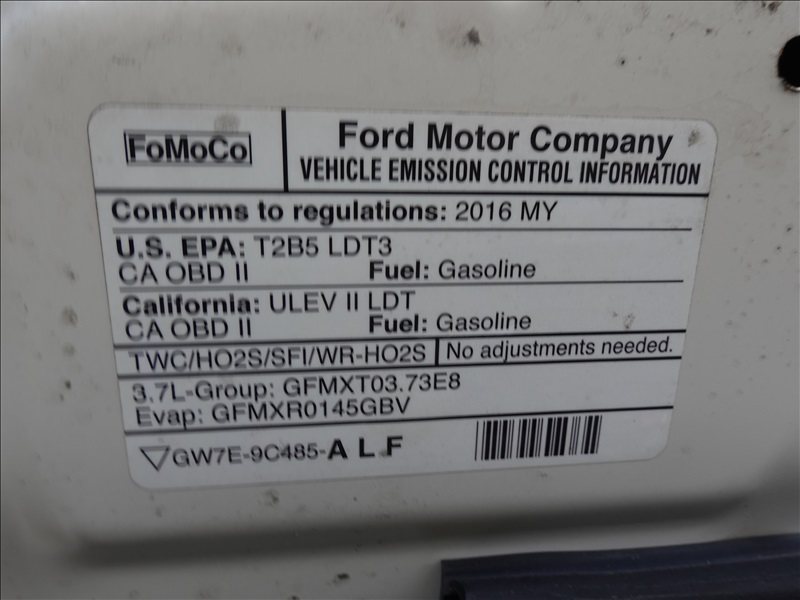 FoMoCo
Ford Motor Company
VEHICLE EMISSION CONTROL INFORMATION
Conforms to regulations: 2016 MY
U.S. EPA: T2B5 LDT3
CA OBD II Fuel: Gasoline
California: ULEV II LDT
CA OBD II Fuel: Gasoline
TWC/HO2S/SFI/WR-HO2S No adjustments needed.
3.7L-Group: GFMXT03.73E8
Evap: GFMXR0145GBV
GW7E-9C485-A L F